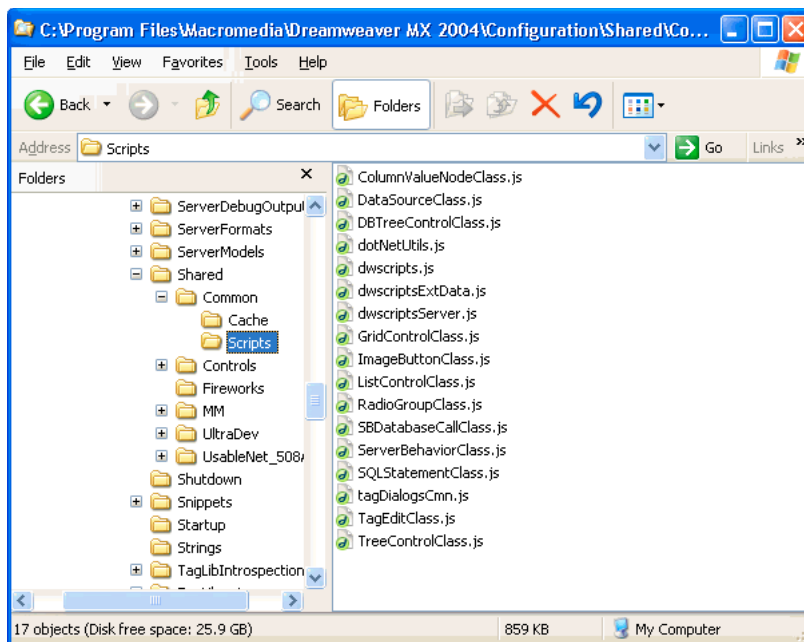 C:\Program Files\Macromedia\Dreamweaver MX 2004\Configuration\Shared\Co...
File Edit View Favorites Tools Help
Back Search Folders
Address Scripts Go Links »
Folders
ServerDebugOutput
ServerFormats
ServerModels
Shared
Common
Cache
Scripts
Controls
Fireworks
MM
UltraDev
UsableNet_508
Shutdown
Snippets
Startup
Strings
TagLibIntrospection
ColumnValueNodeClass.js
DataSourceClass.js
DBTreeControlClass.js
dotNetUtils.js
dwscripts.js
dwscriptsExtData.js
dwscriptsServer.js
GridControlClass.js
ImageButtonClass.js
ListControlClass.js
RadioGroupClass.js
SBDatabaseCallClass.js
ServerBehaviorClass.js
SQLStatementClass.js
tagDialogsCmn.js
TagEditClass.js
TreeControlClass.js
17 objects (Disk free space: 25.9 GB) 859 KB My Computer